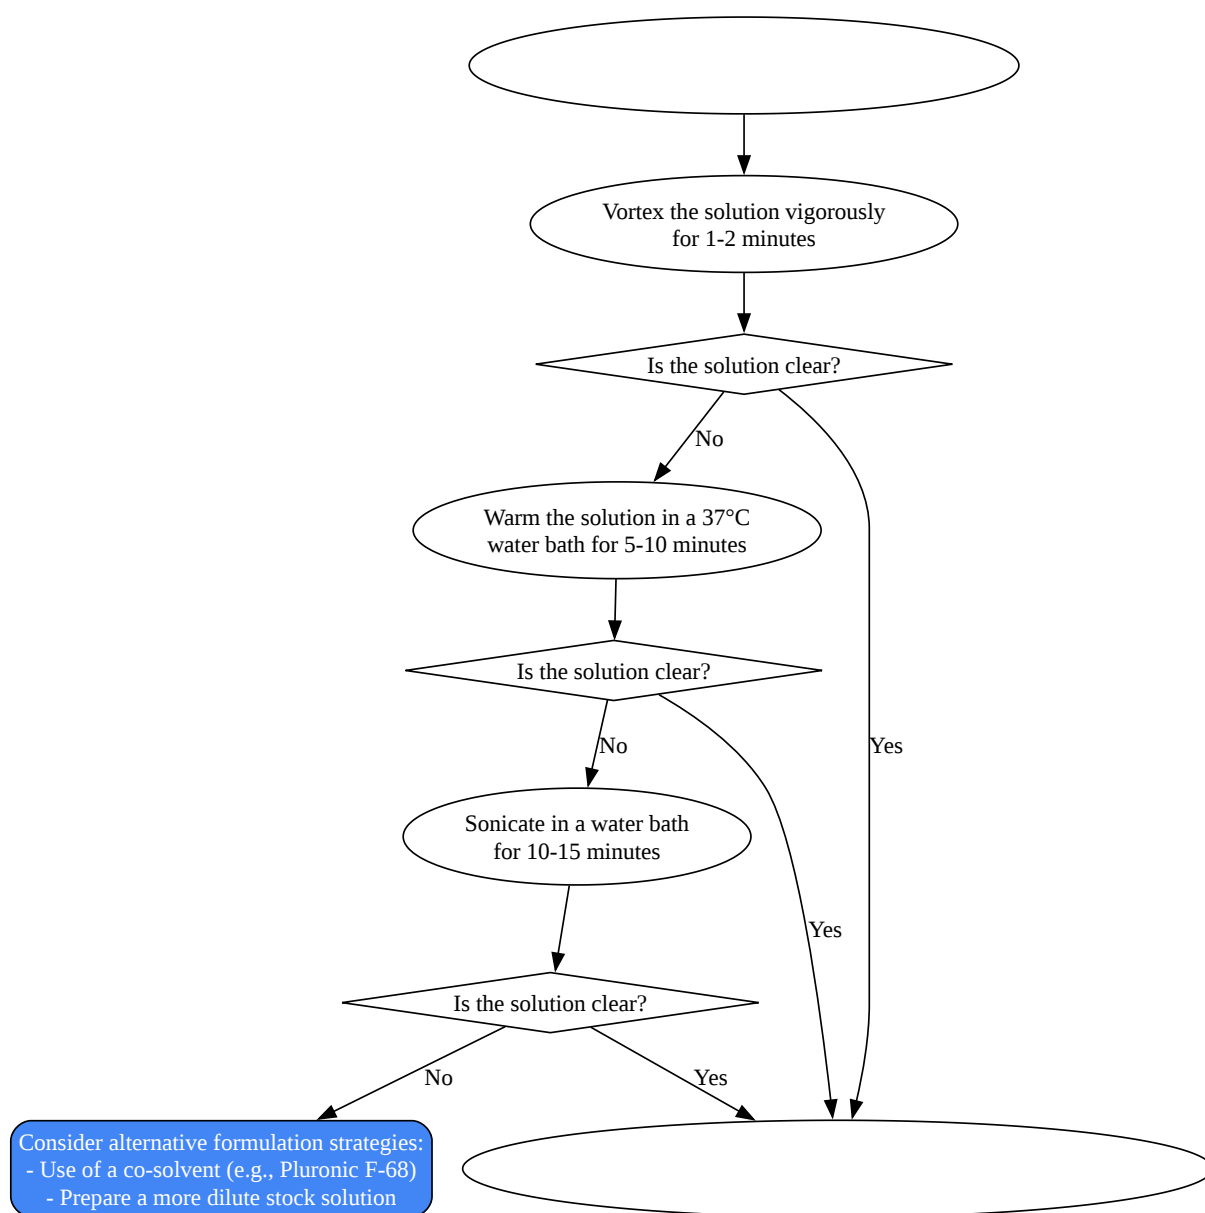 Vortex the solution vigorously
for 1-2 minutes
Is the solution clear?
No
Warm the solution in a 37°C
water bath for 5-10 minutes
Is the solution clear?
No
Yes
Sonicate in a water bath
for 10-15 minutes
Yes
Is the solution clear?
No
Yes
Consider alternative formulation strategies:
- Use of a co-solvent (e.g., Pluronic F-68)
- Prepare a more dilute stock solution